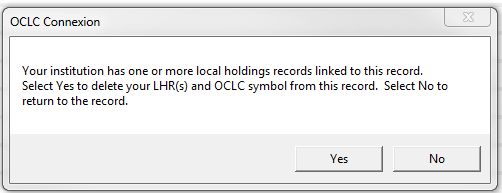 OCLC Connexion
Your institution has one or more local holdings records linked to this record.
Select Yes to delete your LHR(s) and OCLC symbol from this record.  Select No to
return to the record.
Yes
No